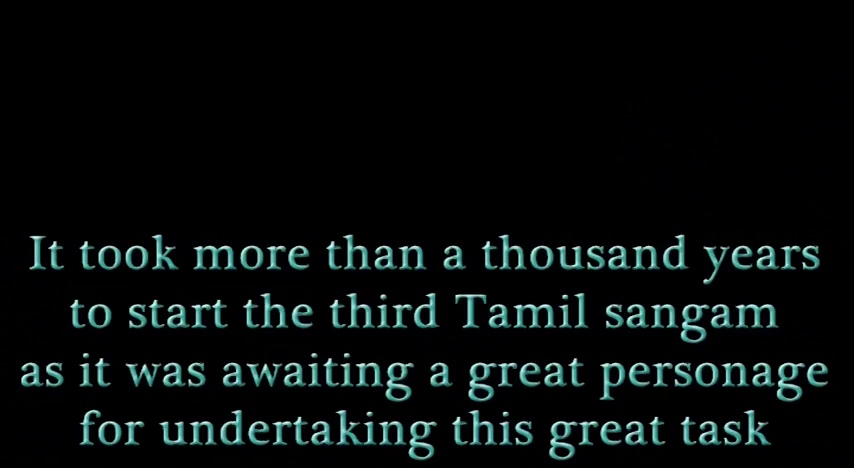 It took more than a thousand years
to start the third Tamil sangam
as it was awaiting a great personage
for undertaking this great task